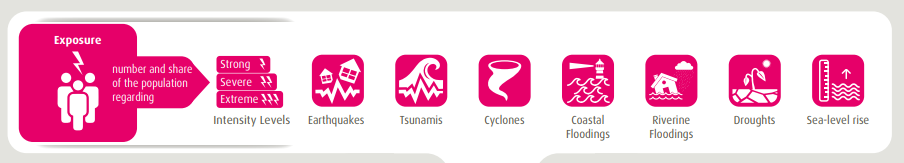 Exposure
number and share
of the population
regarding
Strong
Severe
Extreme
Intensity Levels
Earthquakes
Tsunamis
Cyclones
Coastal
Floodings
Riverine
Floodings
Droughts
Sea-level rise